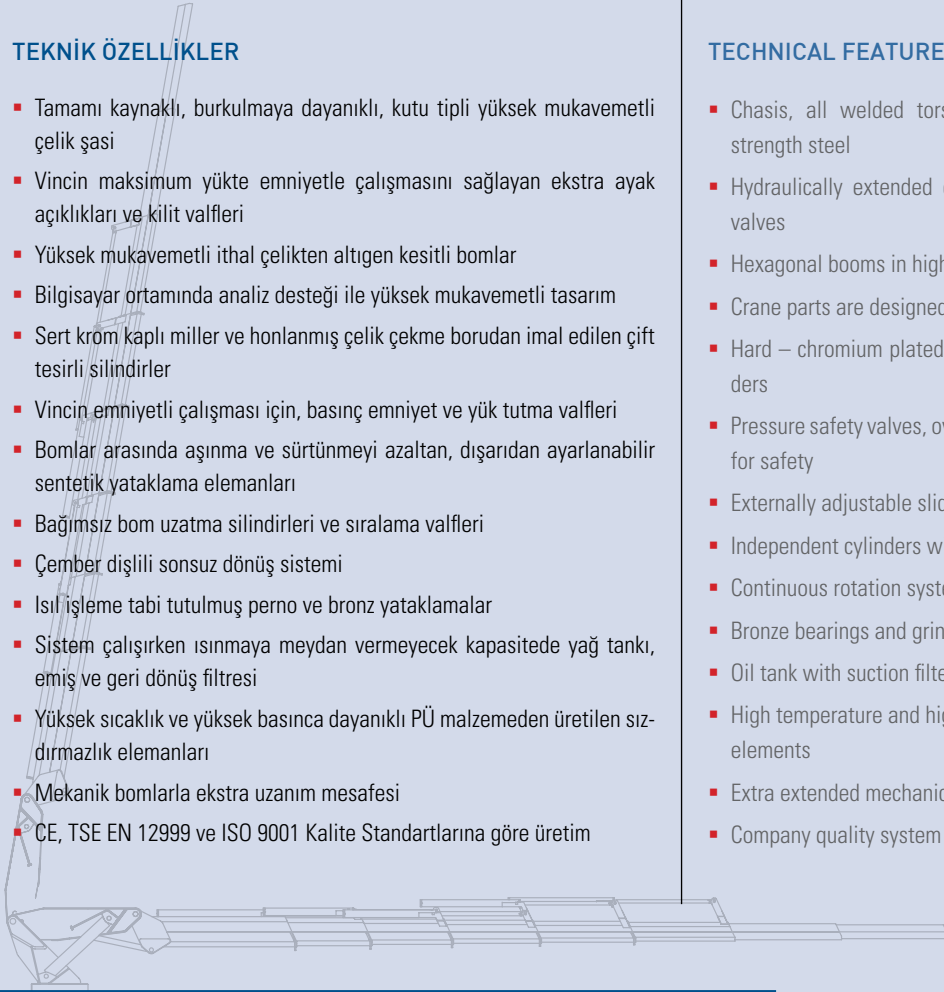 TEKNİK ÖZELLİKLER
▪ Tamamı kaynaklı, burkulmaya dayanıklı, kutu tipli yüksek mukavemetli
çelik şasi
▪ Vincin maksimum yükte emniyetle çalışmasını sağlayan ekstra ayak
açıklıkları ve kilit valfleri
▪ Yüksek mukavemetli ithal çelikten altıgen kesitli bomlar
▪ Bilgisayar ortamında analiz desteği ile yüksek mukavemetli tasarım
▪ Sert krom kaplı miller ve honlanmış çelik çekme borudan imal edilen çift
tesirli silindirler
▪ Vincin emniyetli çalışması için, basınç emniyet ve yük tutma valfleri
▪ Bomlar arasında aşınma ve sürtünmeyi azaltan, dışarıdan ayarlanabilir
sentetik yataklama elemanları
▪ Bağımsız bom uzatma silindirleri ve sıralama valfleri
▪ Çember dişlili sonsuz dönüş sistemi
▪ Isıl işleme tabi tutulmuş perno ve bronz yataklamalar
▪ Sistem çalışırken ısınmaya meydan vermeyecek kapasitede yağ tankı,
emiş ve geri dönüş filtresi
▪ Yüksek sıcaklık ve yüksek basınca dayanıklı PÜ malzemeden üretilen sız-
dırmazlık elemanları
▪ Mekanik bomlarla ekstra uzanım mesafesi
▪ CE, TSE EN 12999 ve ISO 9001 Kalite Standartlarına göre üretim
TECHNICAL FEATURE
▪ Chasis, all welded tors
strength steel
▪ Hydraulically extended
valves
▪ Hexagonal booms in high
▪ Crane parts are designed
▪ Hard – chromium plated
ders
▪ Pressure safety valves, ov
for safety
▪ Externally adjustable slid
▪ Independent cylinders w
▪ Continuous rotation syste
▪ Bronze bearings and grin
▪ Oil tank with suction filte
▪ High temperature and hig
elements
▪ Extra extended mechanic
▪ Company quality system